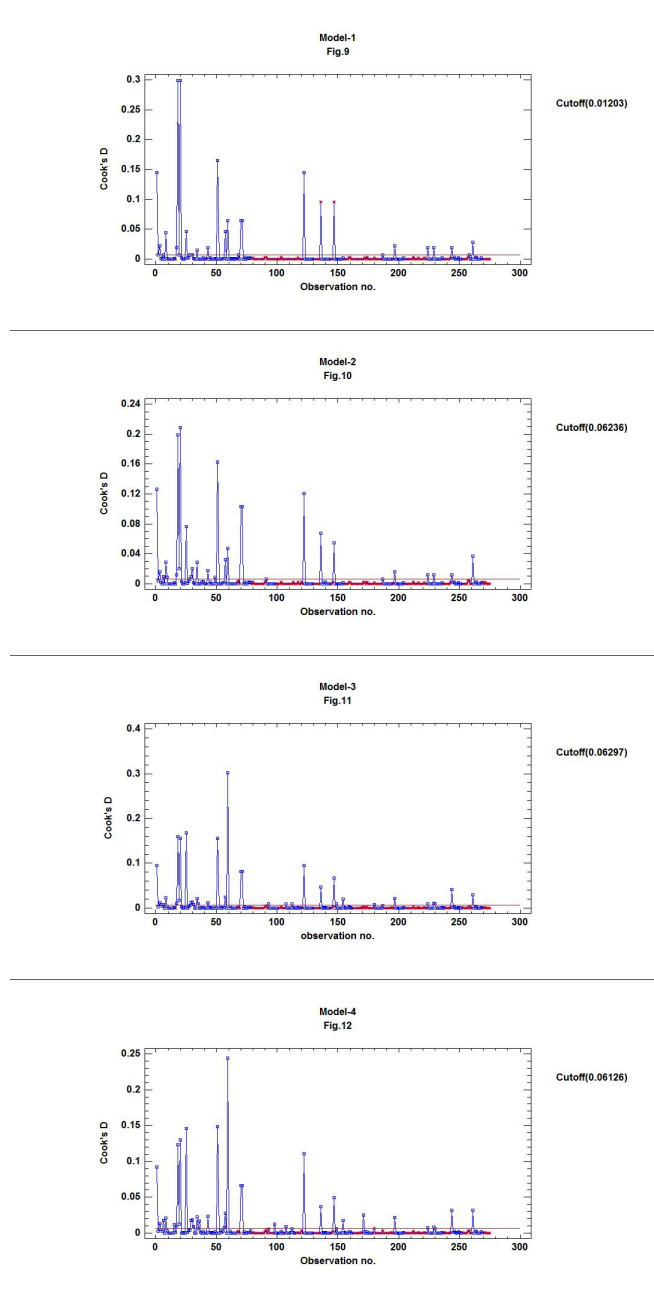 Model-1
Fig.9
Cutoff(0.01203)
Cook's D
0.3
0.25
0.2
0.15
0.1
0.05
0
0 50 100 150 200 250 300
Observation no.
Model-2
Fig.10
Cutoff(0.06236)
Cook's D
0.24
0.2
0.16
0.12
0.08
0.04
0
0 50 100 150 200 250 300
Observation no.
Model-3
Fig.11
Cutoff(0.06297)
Cook's D
0.4
0.3
0.2
0.1
0
0 50 100 150 200 250 300
observation no.
Model-4
Fig.12
Cutoff(0.06126)
Cook's D
0.25
0.2
0.15
0.1
0.05
0
0 50 100 150 200 250 300
Observation no.